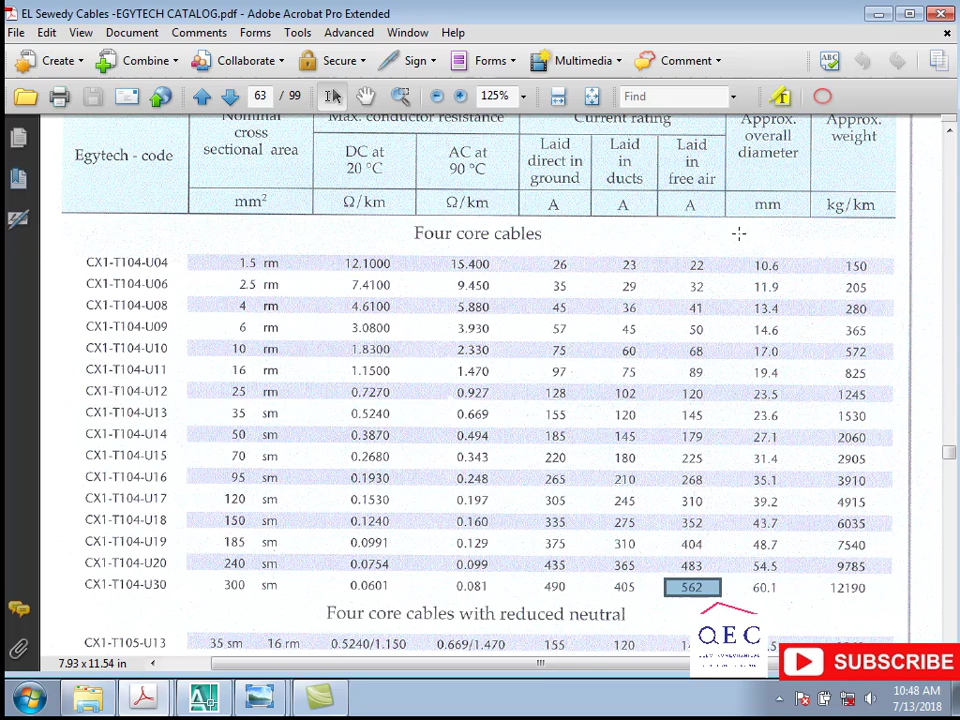 EL Sewedy Cables -EGYTECH CATALOG.pdf - Adobe Acrobat Pro Extended
File Edit View Document Comments Forms Tools Advanced Window Help
Create Combine Collaborate Secure Sign Forms Multimedia Comment
63 / 99 125% Find
Nominal cross sectional area Max. conductor resistance Current rating Approx. overall diameter Approx. weight
Egytech - code DC at 20 °C AC at 90 °C Laid direct in ground Laid in ducts Laid in free air
mm² Ω/km Ω/km A A A mm kg/km
Four core cables
CX1-T104-U04 1.5 rm 12.1000 15.400 26 23 22 10.6 150
CX1-T104-U06 2.5 rm 7.4100 9.450 35 29 32 11.9 205
CX1-T104-U08 4 rm 4.6100 5.880 45 36 41 13.4 280
CX1-T104-U09 6 rm 3.0800 3.930 57 45 50 14.6 365
CX1-T104-U10 10 rm 1.8300 2.330 75 60 68 17.0 572
CX1-T104-U11 16 rm 1.1500 1.470 97 75 89 19.4 825
CX1-T104-U12 25 rm 0.7270 0.927 128 102 120 23.5 1245
CX1-T104-U13 35 sm 0.5240 0.669 155 120 145 23.6 1530
CX1-T104-U14 50 sm 0.3870 0.494 185 145 179 27.1 2060
CX1-T104-U15 70 sm 0.2680 0.343 220 180 225 31.4 2905
CX1-T104-U16 95 sm 0.1930 0.248 265 210 268 35.1 3910
CX1-T104-U17 120 sm 0.1530 0.197 305 245 310 39.2 4915
CX1-T104-U18 150 sm 0.1240 0.160 335 275 352 43.7 6035
CX1-T104-U19 185 sm 0.0991 0.129 375 310 404 48.7 7540
CX1-T104-U20 240 sm 0.0754 0.099 435 365 483 54.5 9785
CX1-T104-U30 300 sm 0.0601 0.081 490 405 562 60.1 12190
Four core cables with reduced neutral
CX1-T105-U13 35 sm 16 rm 0.5240/1.150 0.669/1.470 155 120
OEC
SUBSCRIBE
7.93 x 11.54 in
10:48 AM
7/13/2018